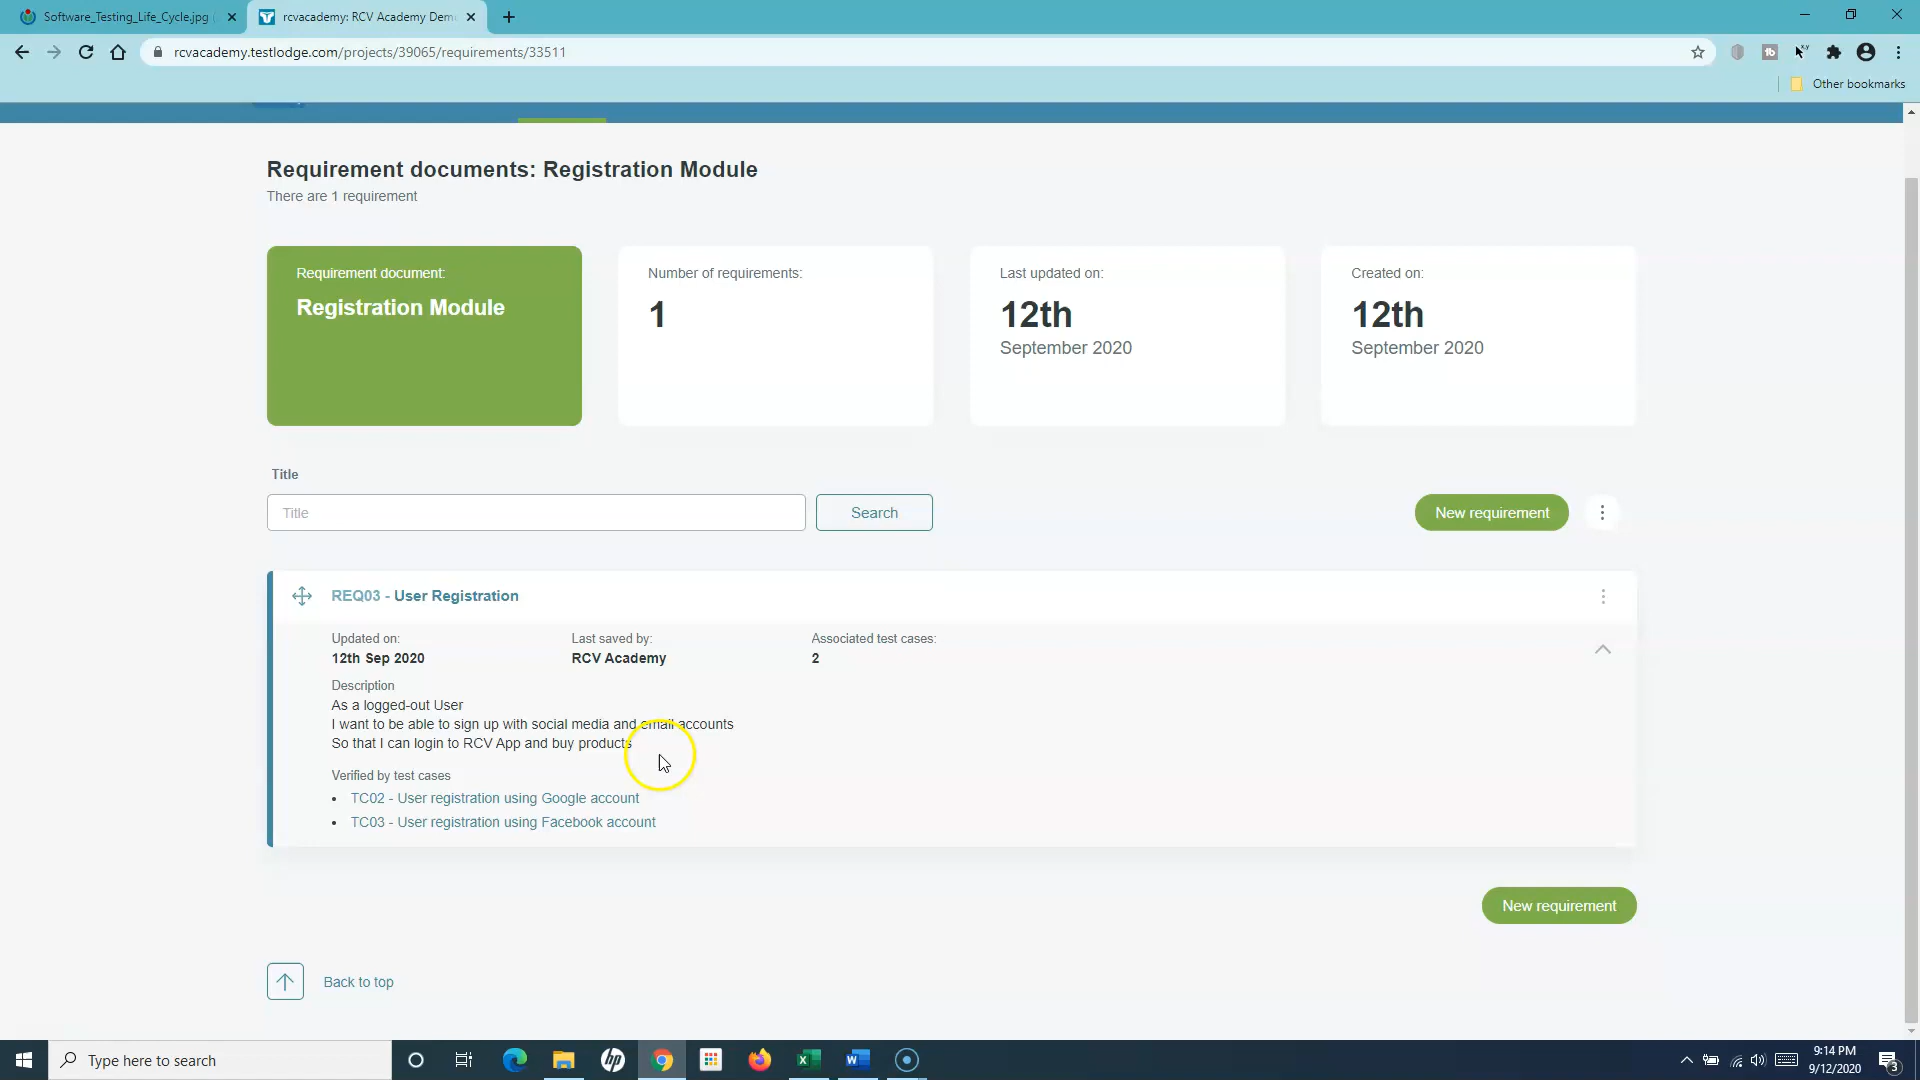 Software_Testing_Life_Cycle.jpg
rcvacademy: RCV Academy Dem
rcvacademy.testlodge.com/projects/39065/requirements/33511
Other bookmarks
Requirement documents: Registration Module
There are 1 requirement
Requirement document:
Registration Module
Number of requirements:
1
Last updated on:
12th
September 2020
Created on:
12th
September 2020
Title
Title
Search
New requirement
REQ03 - User Registration
Updated on:
12th Sep 2020
Last saved by:
RCV Academy
Associated test cases:
2
Description
As a logged-out User
I want to be able to sign up with social media and email accounts
So that I can login to RCV App and buy products
Verified by test cases
• TC02 - User registration using Google account
• TC03 - User registration using Facebook account
New requirement
Back to top
Type here to search
9:14 PM
9/12/2020
3